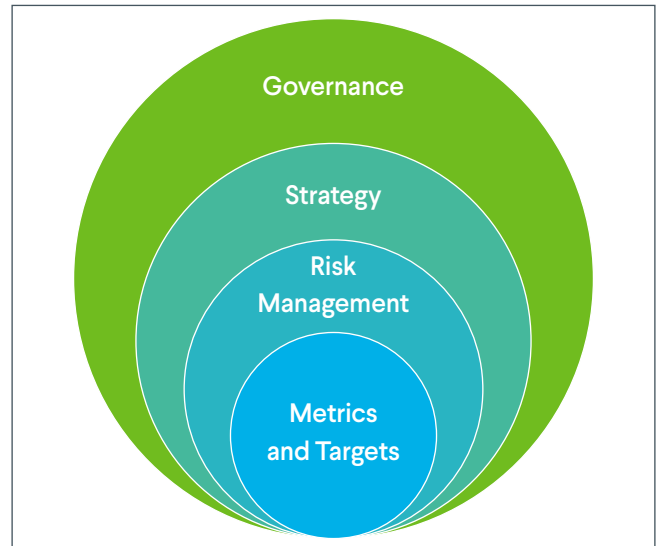 Governance
Strategy
Risk
Management
Metrics
and Targets